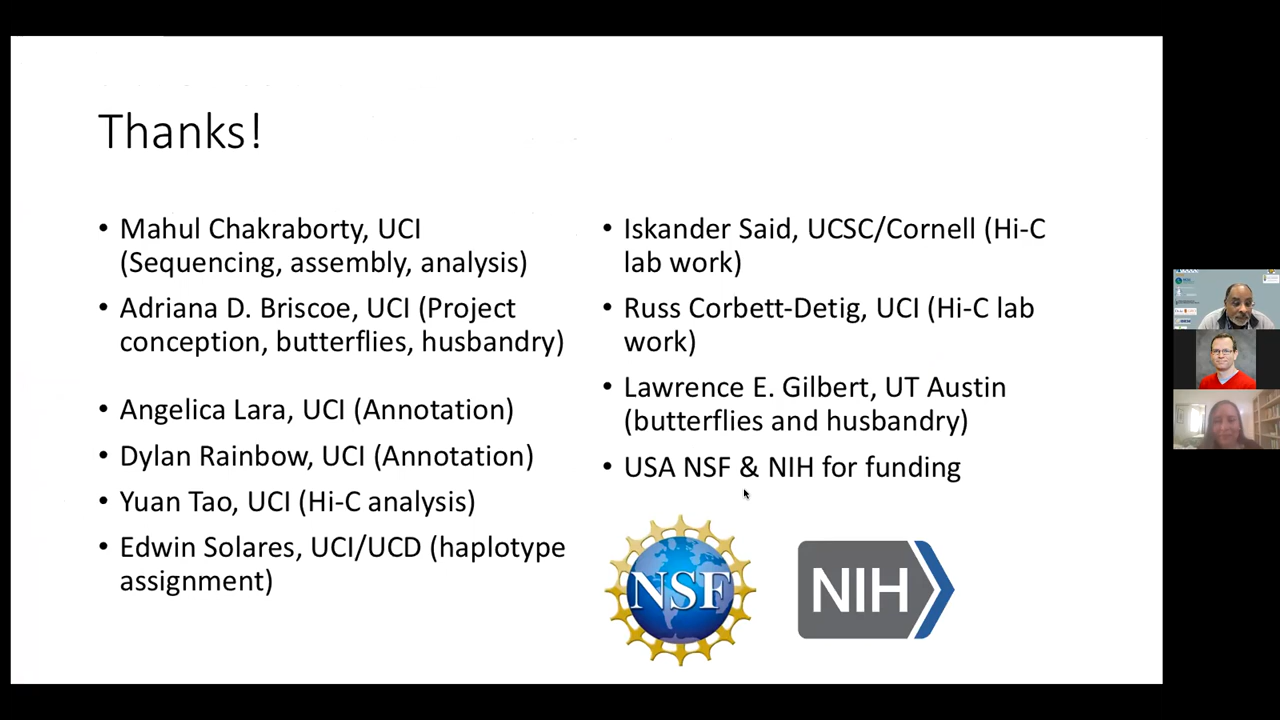 Thanks!
• Mahul Chakraborty, UCI
(Sequencing, assembly, analysis)
• Adriana D. Briscoe, UCI (Project
conception, butterflies, husbandry)
• Angelica Lara, UCI (Annotation)
• Dylan Rainbow, UCI (Annotation)
• Yuan Tao, UCI (Hi-C analysis)
• Edwin Solares, UCI/UCD (haplotype
assignment)
• Iskander Said, UCSC/Cornell (Hi-C
lab work)
• Russ Corbett-Detig, UCI (Hi-C lab
work)
• Lawrence E. Gilbert, UT Austin
(butterflies and husbandry)
• USA NSF & NIH for funding
NSF
NIH